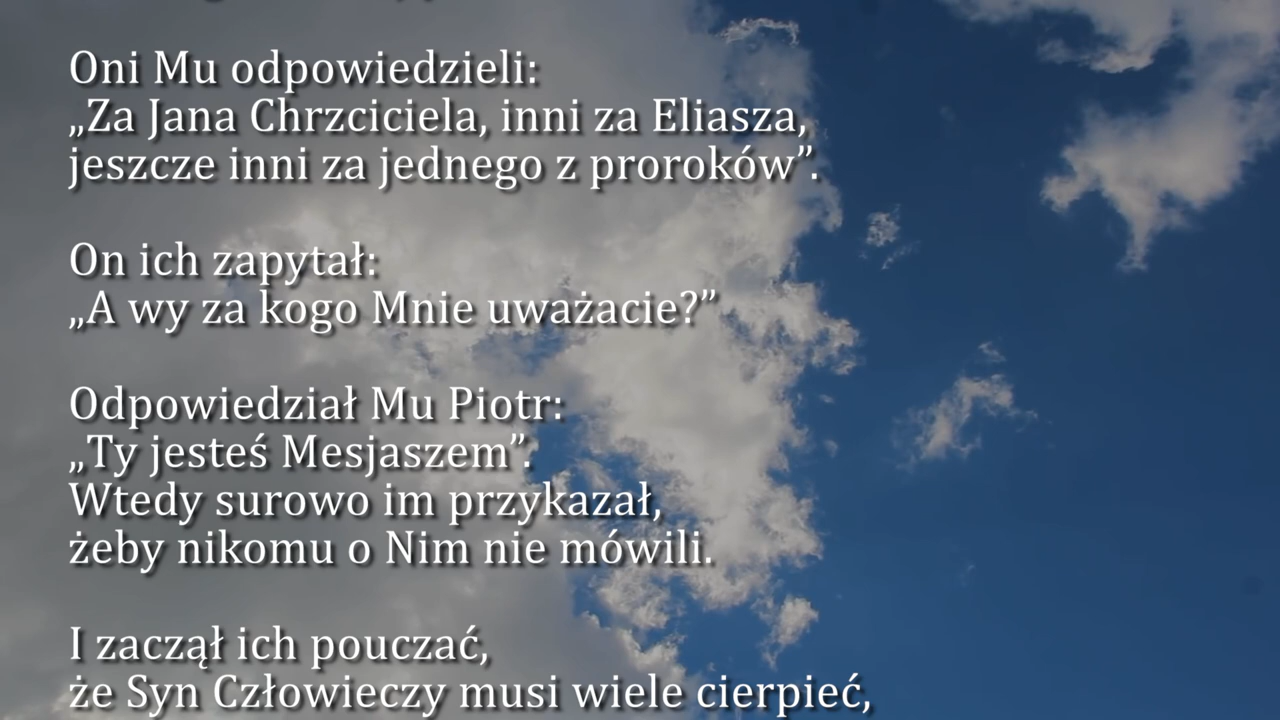 Oni Mu odpowiedzieli:
„Za Jana Chrzciciela, inni za Eliasza,
jeszcze inni za jednego z proroków”.
On ich zapytał:
„A wy za kogo Mnie uważacie?”
Odpowiedział Mu Piotr:
„Ty jesteś Mesjaszem”.
Wtedy surowo im przykazał,
żeby nikomu o Nim nie mówili.
I zaczął ich pouczać,
że Syn Człowieczy musi wiele cierpieć,